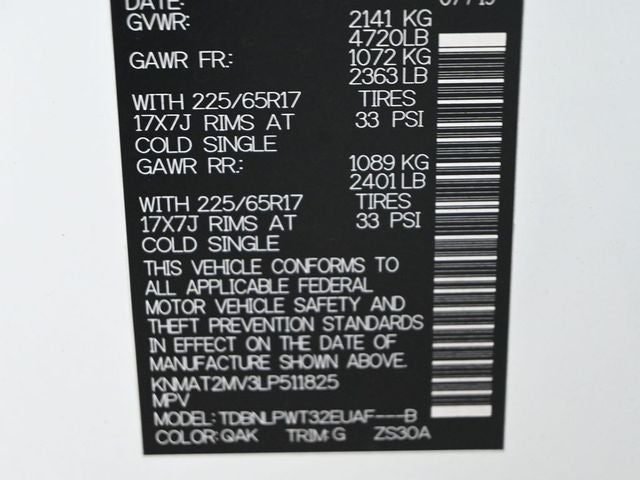 DATE:
GVWR: 2141 KG
4720LB
GAWR FR.: 1072 KG
2363 LB
WITH 225/65R17 TIRES
17X7J RIMS AT 33 PSI
COLD SINGLE
GAWR RR.: 1089 KG
2401 LB
WITH 225/65R17 TIRES
17X7J RIMS AT 33 PSI
COLD SINGLE
THIS VEHICLE CONFORMS TO
ALL APPLICABLE FEDERAL
MOTOR VEHICLE SAFETY AND
THEFT PREVENTION STANDARDS
IN EFFECT ON THE DATE OF
MANUFACTURE SHOWN ABOVE.
KNMAT2MV3LP511825
MPV
MODEL: TDBNLPWT32EUAF---B
COLOR: QAK TRIM: G ZS30A